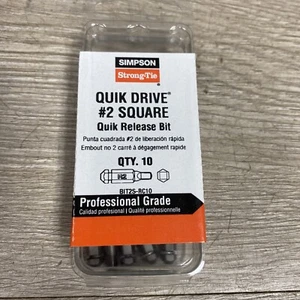 SIMPSON
Strong-Tie
QUIK DRIVE®
#2 SQUARE
Quik Release Bit
Punta cuadrada #2 de liberación rápida
Embout no 2 carré à dégagement rapide
QTY. 10
BIT2S-RC10
Professional Grade
Calidad profesional | Qualité professionnelle